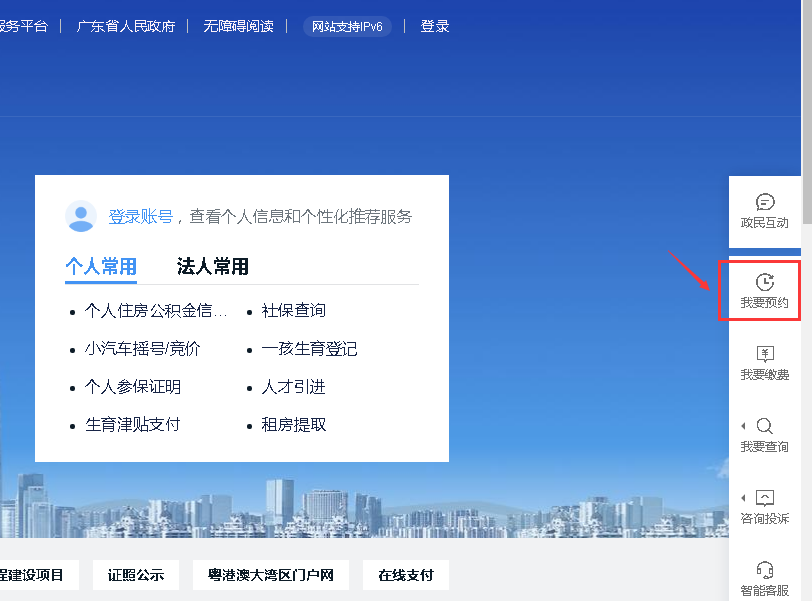 服务平台 | 广东省人民政府 | 无障碍阅读 | 网站支持IPv6 | 登录
登录账号，查看个人信息和个性化推荐服务
个人常用 法人常用
个人住房公积金信... 社保查询
小汽车摇号/竞价 一孩生育登记
个人参保证明 人才引进
生育津贴支付 租房提取
政民互动
我要预约
我要缴费
我要查询
咨询投诉
智能客服
程建设项目 证照公示 粤港澳大湾区门户网 在线支付